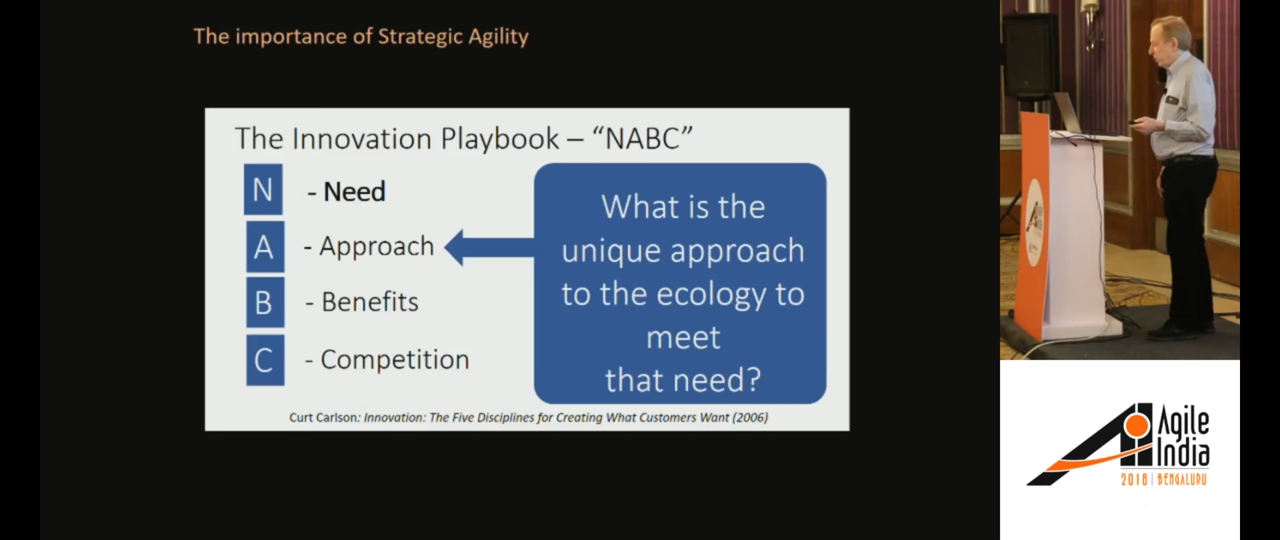 The importance of Strategic Agility
The Innovation Playbook – “NABC”
N - Need
A - Approach
B - Benefits
C - Competition
What is the
unique approach
to the ecology to
meet
that need?
Curt Carlson: Innovation: The Five Disciplines for Creating What Customers Want (2006)
Agile
India
2018 | BENGALURU